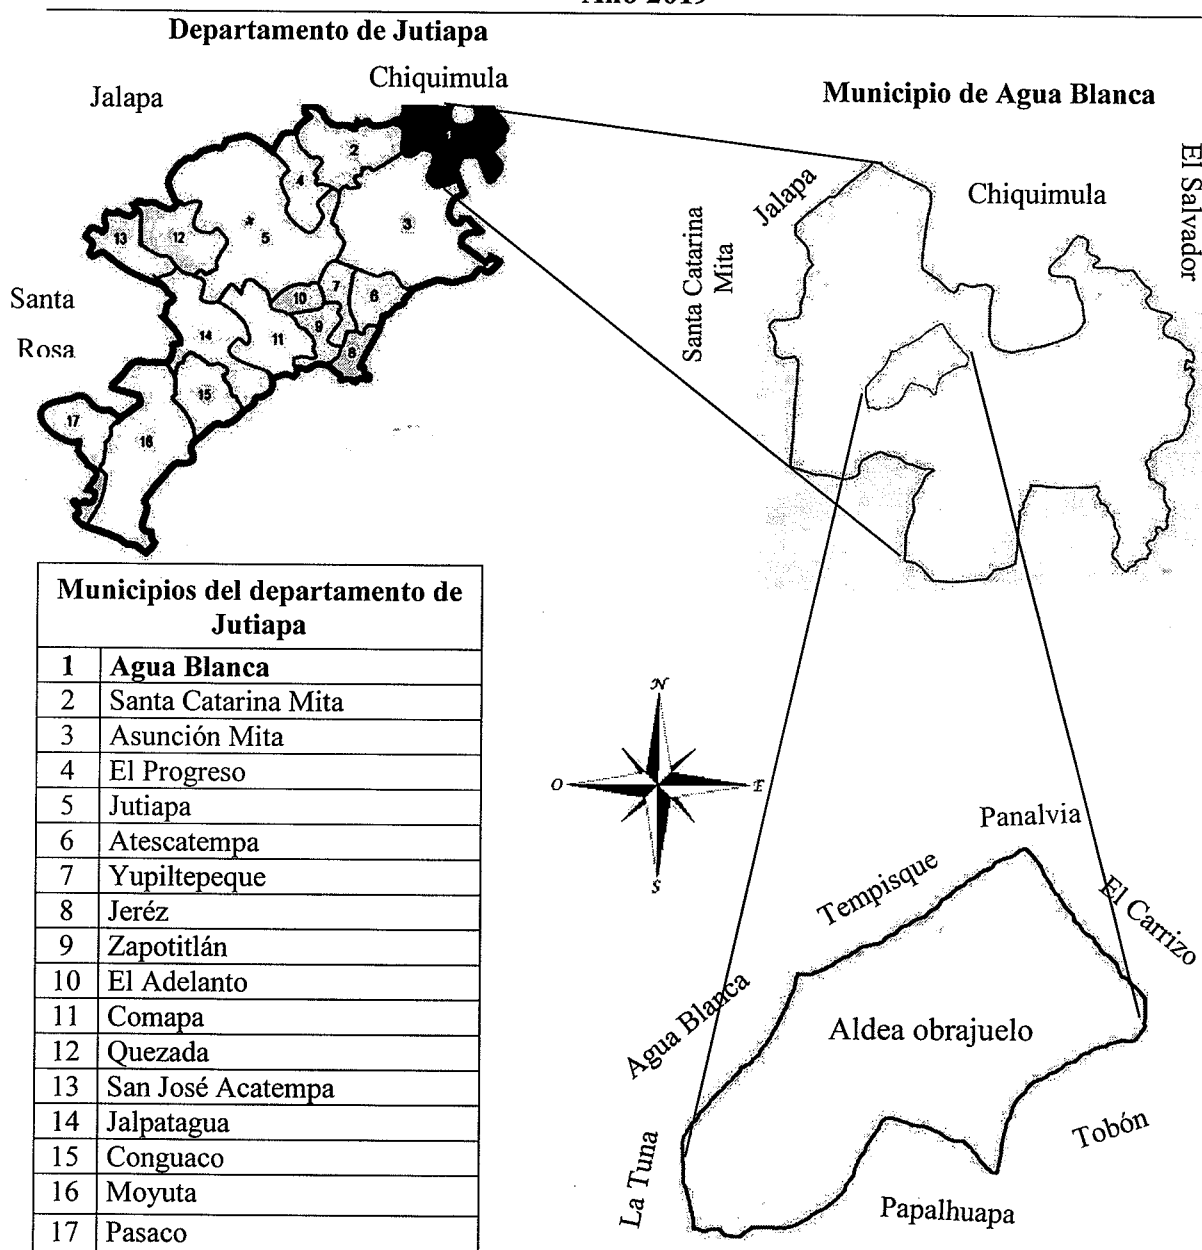 Año 2019
Departamento de Jutiapa
Chiquimula
Jalapa
Santa
Rosa
1
2
3
4
5
6
7
8
9
10
11
12
13
14
15
16
17
Municipio de Agua Blanca
Jalapa
Chiquimula
El Salvador
Santa Catarina
Mita
Municipios del departamento de
Jutiapa
1 Agua Blanca
2 Santa Catarina Mita
3 Asunción Mita
4 El Progreso
5 Jutiapa
6 Atescatempa
7 Yupiltepeque
8 Jeréz
9 Zapotitlán
10 El Adelanto
11 Comapa
12 Quezada
13 San José Acatempa
14 Jalpatagua
15 Conguaco
16 Moyuta
17 Pasaco
N
O
E
S
Panalvia
Tempisque
El Carrizo
Agua Blanca
Aldea obrajuelo
Tobón
La Tuna
Papalhuapa